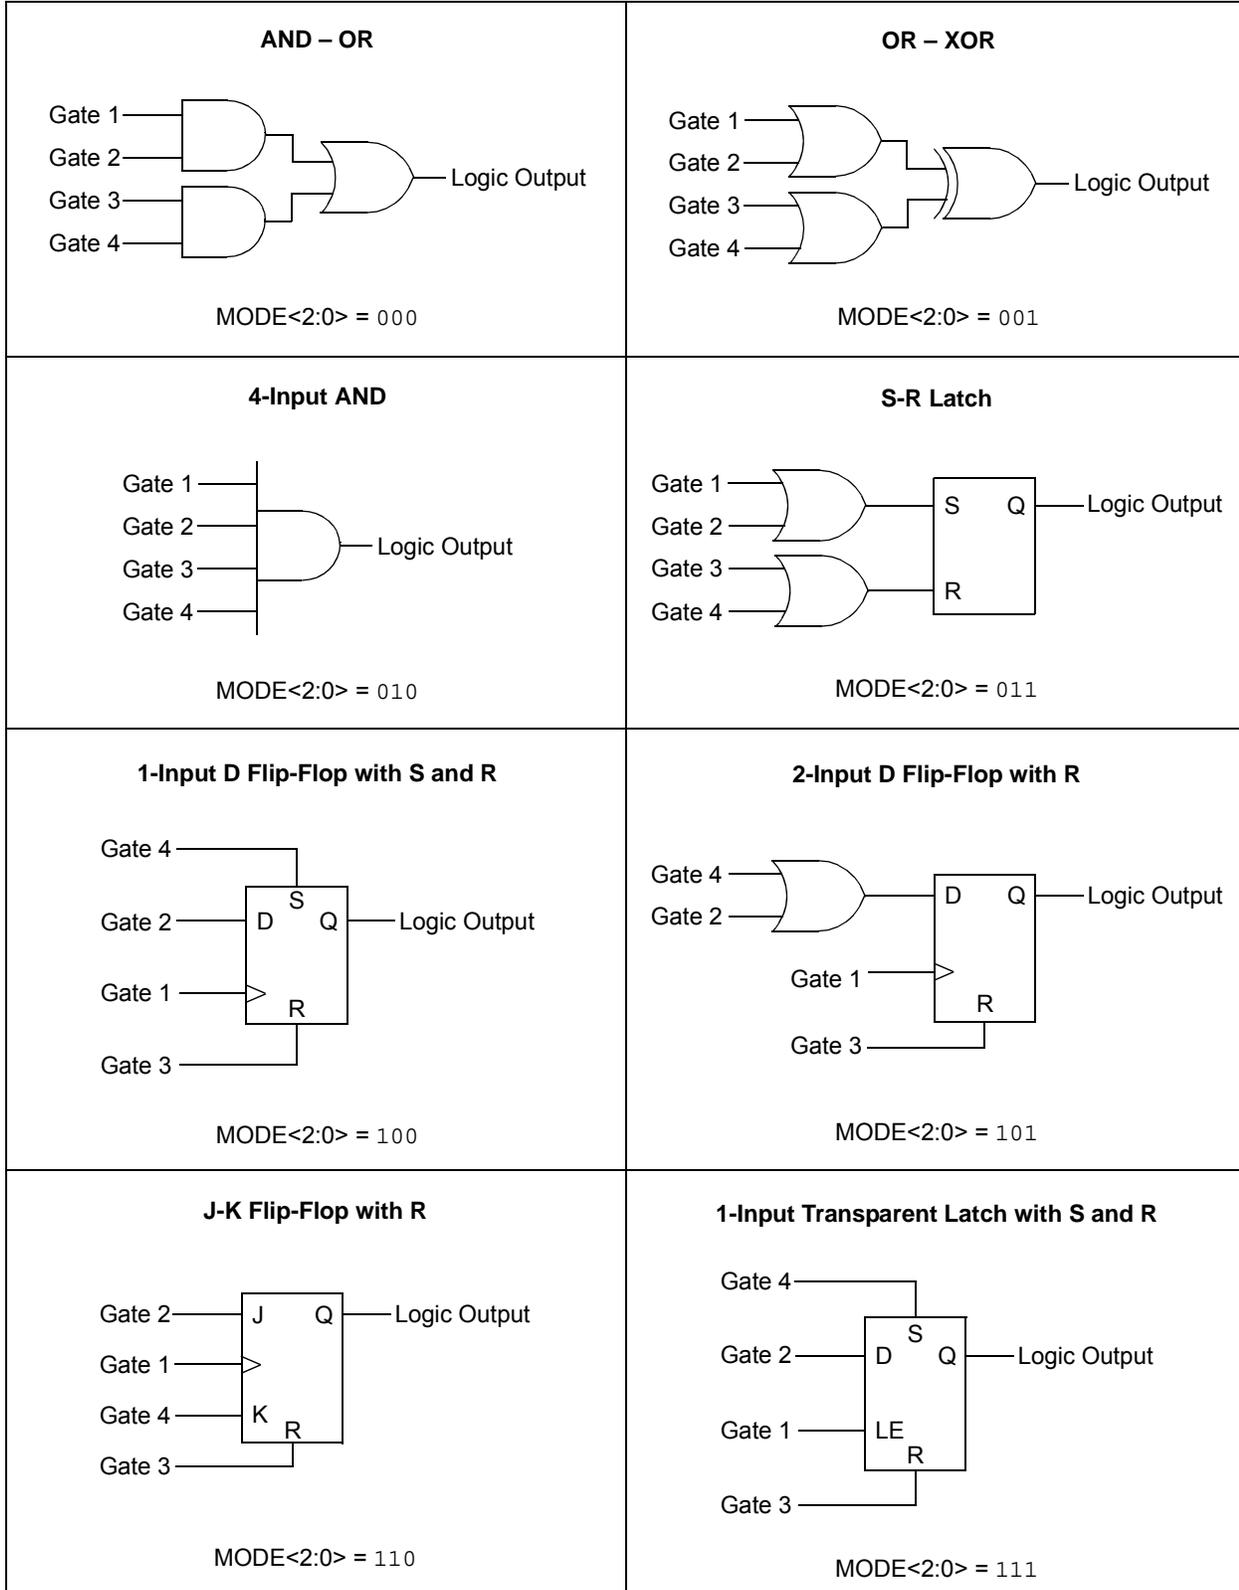 AND – OR
Gate 1
Gate 2
Gate 3
Gate 4
Logic Output
MODE<2:0> = 000
OR – XOR
Gate 1
Gate 2
Gate 3
Gate 4
Logic Output
MODE<2:0> = 001
4-Input AND
Gate 1
Gate 2
Gate 3
Gate 4
Logic Output
MODE<2:0> = 010
S-R Latch
Gate 1
Gate 2
Gate 3
Gate 4
S Q
R
Logic Output
MODE<2:0> = 011
1-Input D Flip-Flop with S and R
Gate 4
S
Gate 2
D Q
Logic Output
Gate 1
R
Gate 3
MODE<2:0> = 100
2-Input D Flip-Flop with R
Gate 4
Gate 2
D Q
Logic Output
Gate 1
R
Gate 3
MODE<2:0> = 101
J-K Flip-Flop with R
Gate 2
J Q
Logic Output
Gate 1
Gate 4
K
R
Gate 3
MODE<2:0> = 110
1-Input Transparent Latch with S and R
Gate 4
S
Gate 2
D Q
Logic Output
Gate 1
LE
R
Gate 3
MODE<2:0> = 111